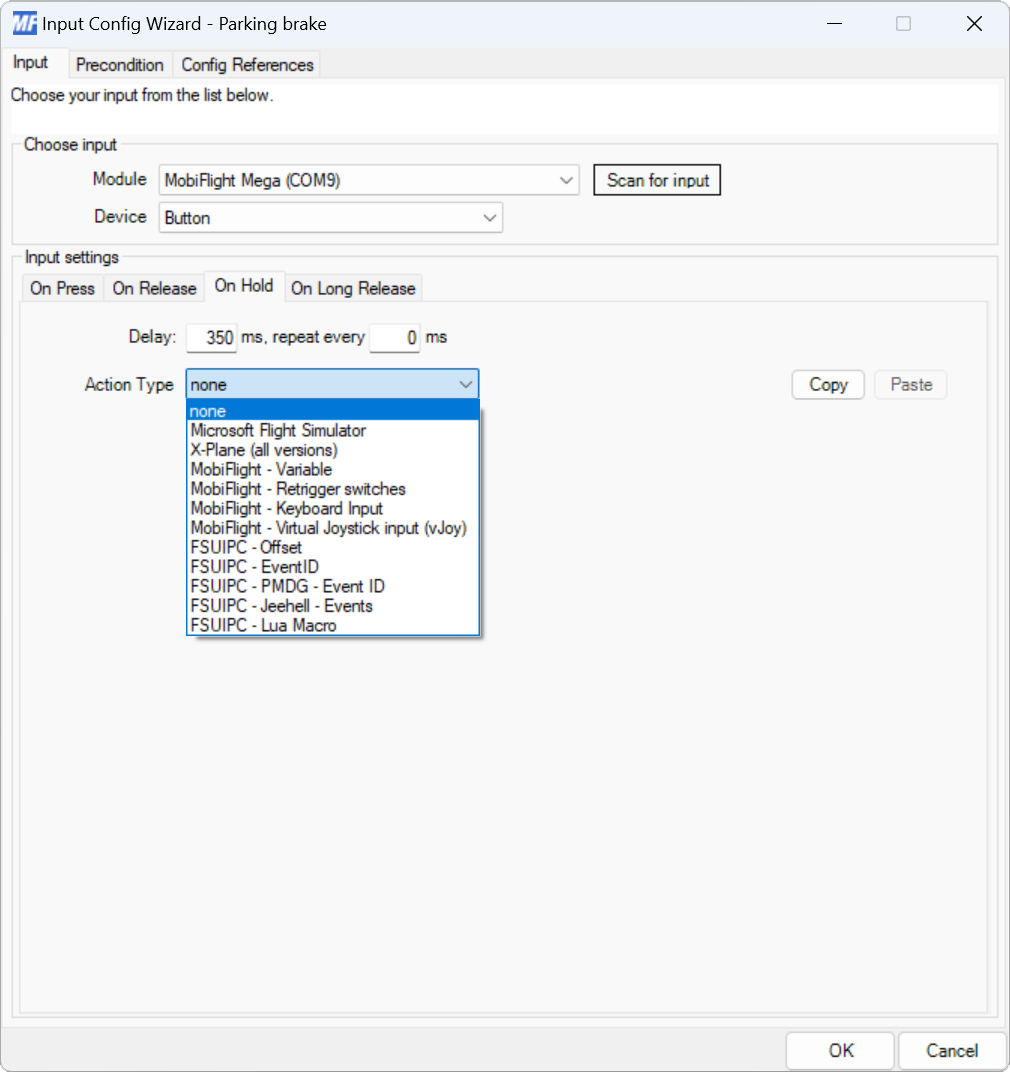 MF Input Config Wizard - Parking brake
Input Precondition Config References
Choose your input from the list below.
Choose input
Module MobiFlight Mega (COM9) Scan for input
Device Button
Input settings
On Press On Release On Hold On Long Release
Delay: 350 ms, repeat every 0 ms
Action Type none Copy Paste
none
Microsoft Flight Simulator
X-Plane (all versions)
MobiFlight - Variable
MobiFlight - Retrigger switches
MobiFlight - Keyboard Input
MobiFlight - Virtual Joystick input (vJoy)
FSUIPC - Offset
FSUIPC - EventID
FSUIPC - PMDG - Event ID
FSUIPC - Jeehell - Events
FSUIPC - Lua Macro
OK Cancel